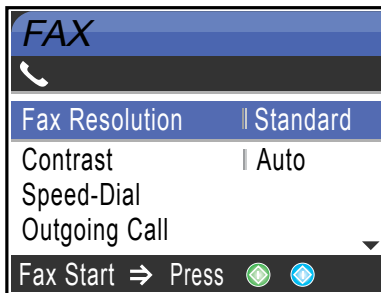 FAX
Fax Resolution Standard
Contrast Auto
Speed-Dial
Outgoing Call
Fax Start ⇒ Press